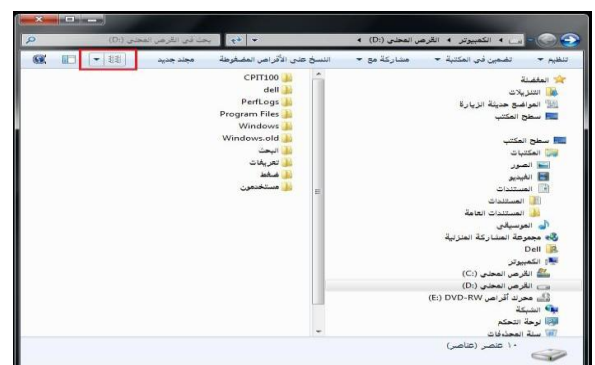 الكمبيوتر ◂ القرص المحلي (D:) ◂
بحث في القرص المحلي (D:)
تنظيم
تضمين في المكتبة
مشاركة مع
النسخ على الأقراص المضغوطة
مجلد جديد
المفضلة
التنزيلات
المواضع حديثة الزيارة
سطح المكتب
سطح المكتب
المكتبات
الصور
الفيديو
المستندات
المستندات
المستندات العامة
الموسيقى
مجموعة المشاركة المنزلية
Dell
الكمبيوتر
القرص المحلي (C:)
القرص المحلي (D:)
محرك أقراص DVD-RW (E:)
الشبكة
لوحة التحكم
سلة المحذوفات
CPIT100
dell
PerfLogs
Program Files
Windows
Windows.old
البحث
تعريفات
ضغط
مستخدمون
١٠ عنصر (عناصر)